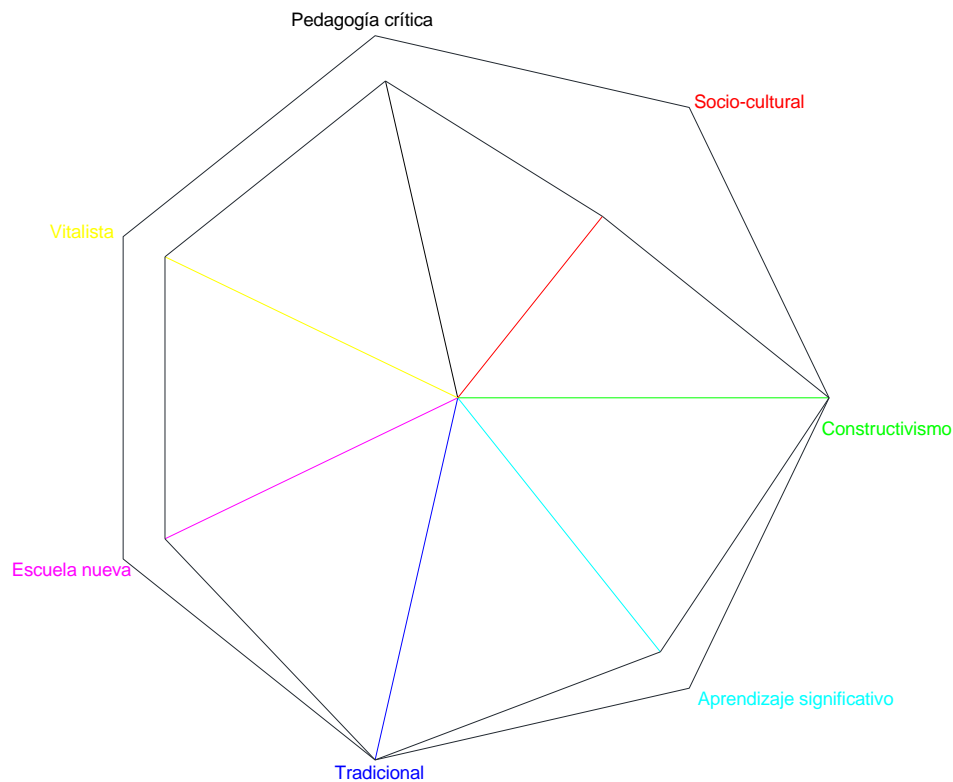 Pedagogía crítica
Socio-cultural
Vitalista
Constructivismo
Escuela nueva
Aprendizaje significativo
Tradicional